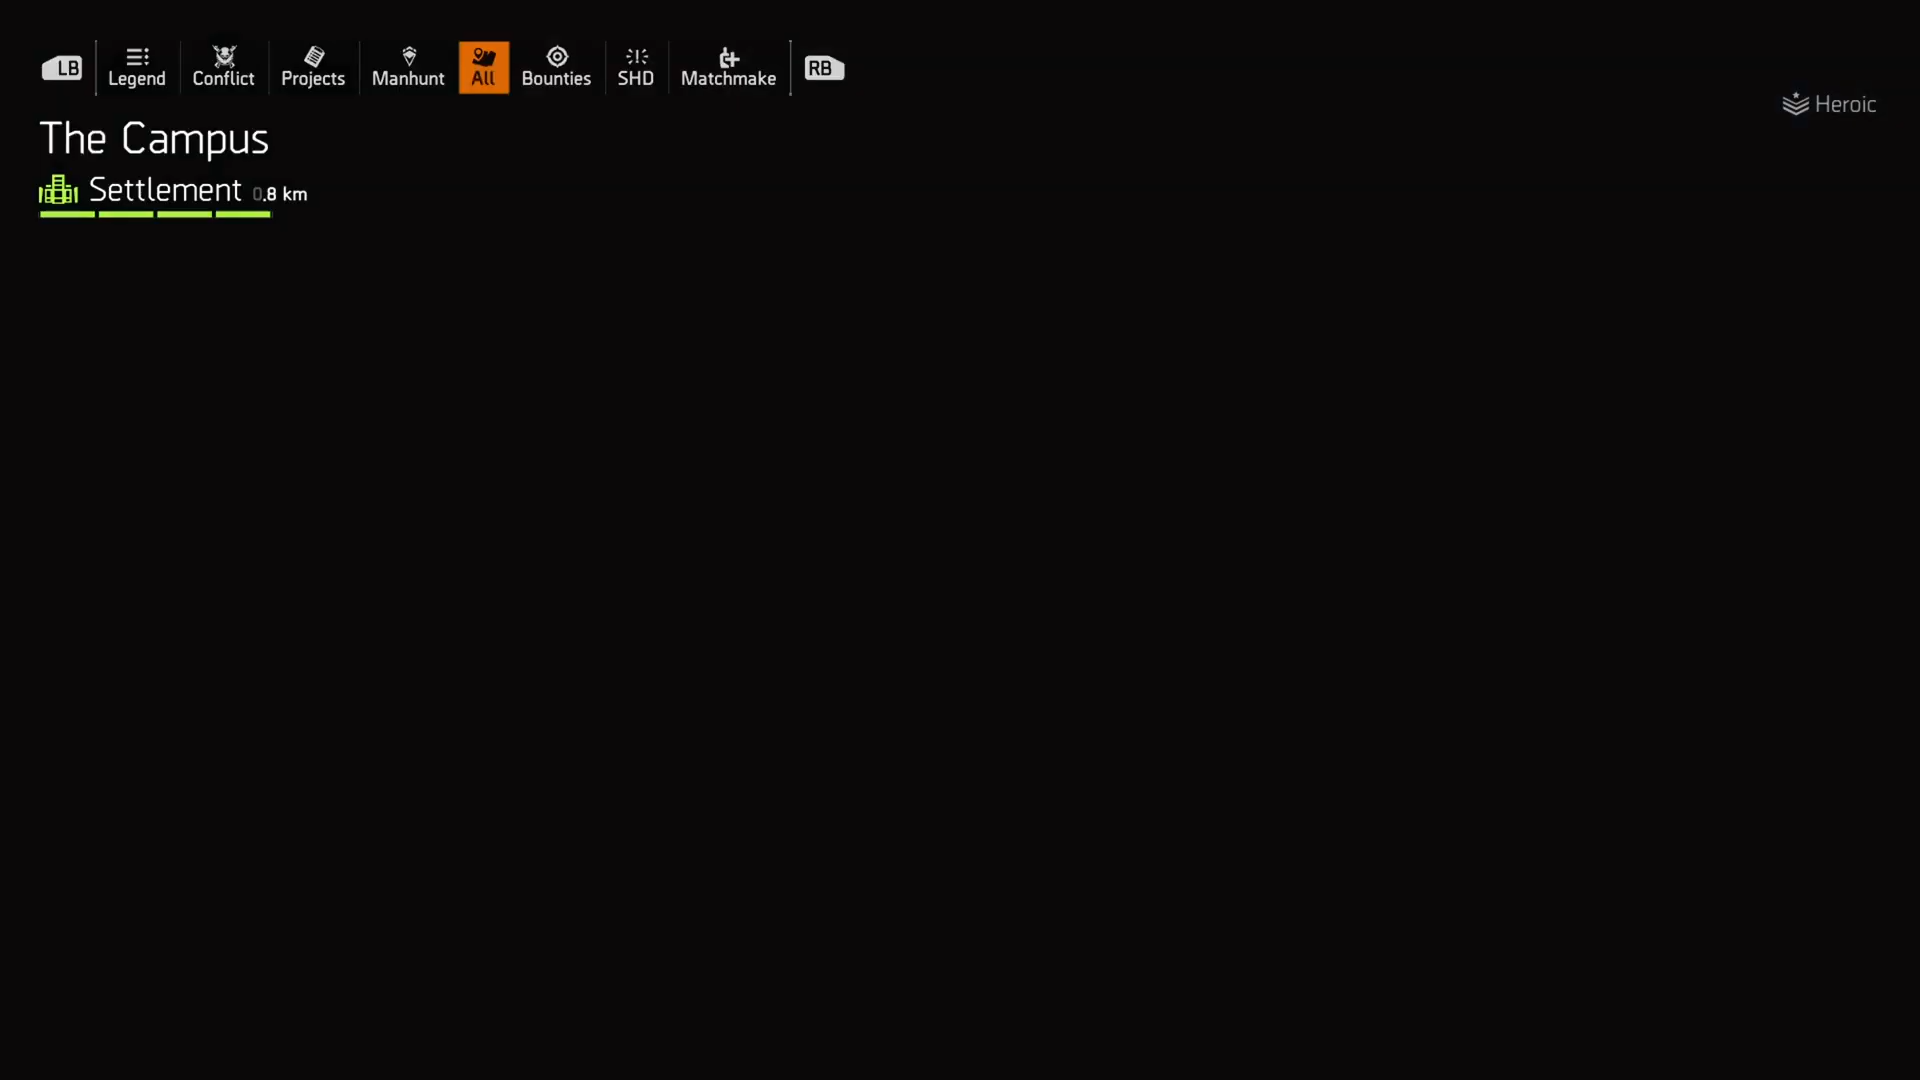 LB Legend Conflict Projects Manhunt All Bounties SHD Matchmake RB
Heroic
The Campus
Settlement 0.8 km